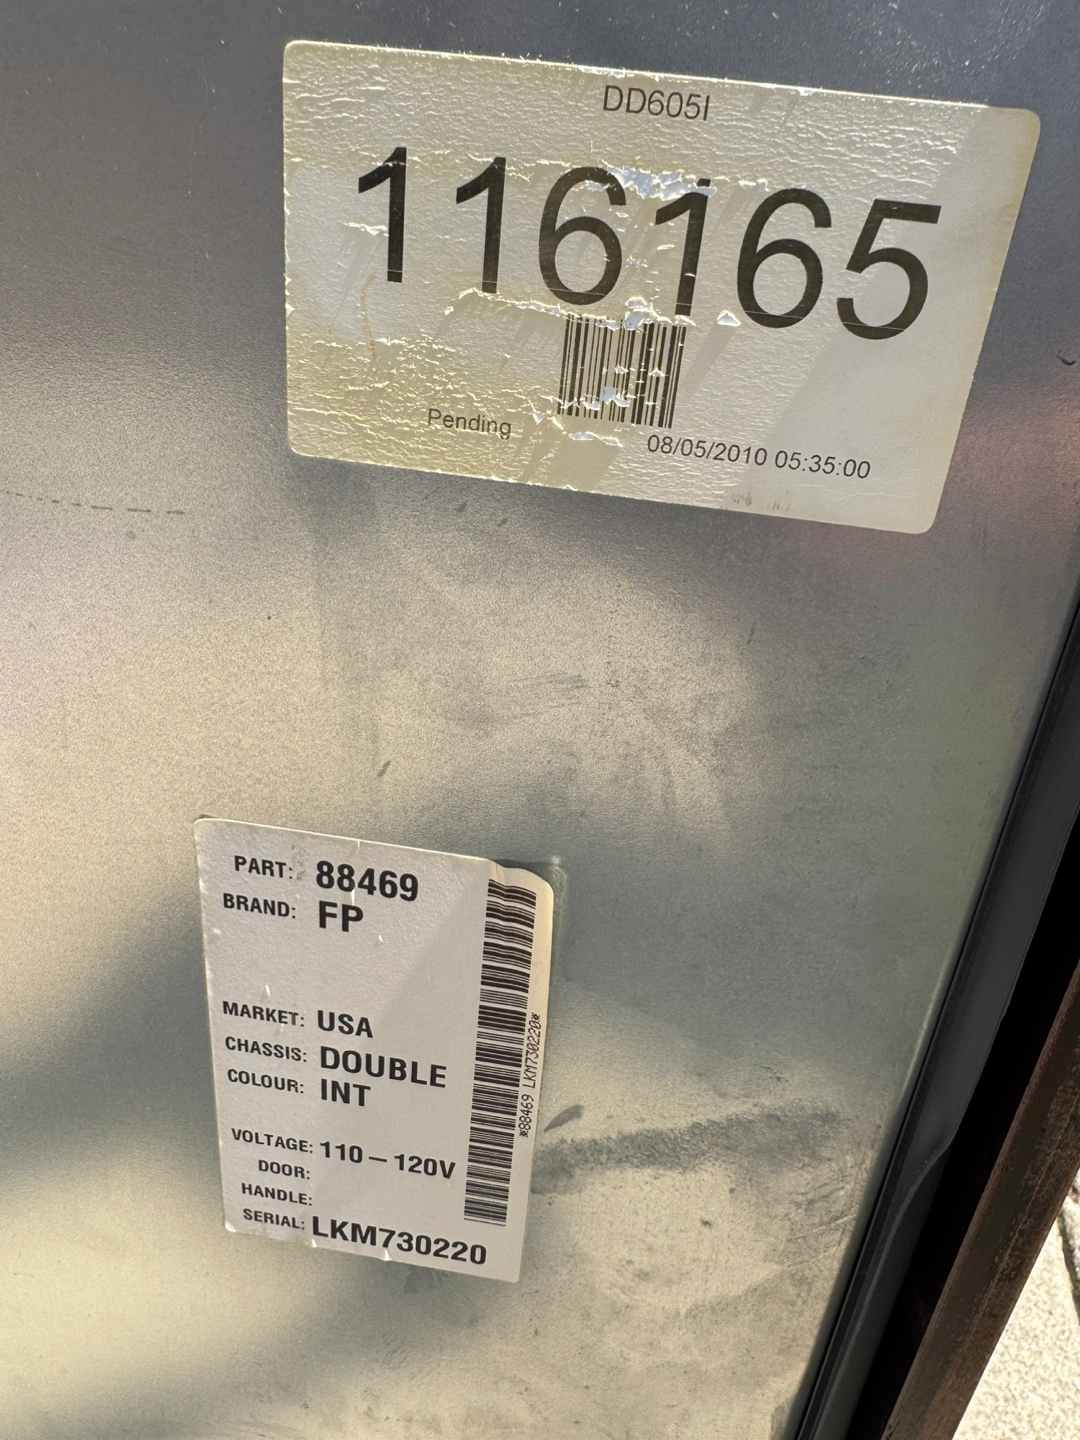 DD605I
116165
Pending
08/05/2010 05:35:00
PART: 88469
BRAND: FP
MARKET: USA
CHASSIS: DOUBLE
COLOUR: INT
VOLTAGE: 110-120V
DOOR:
HANDLE:
SERIAL: LKM730220
*88469 LKM730220*